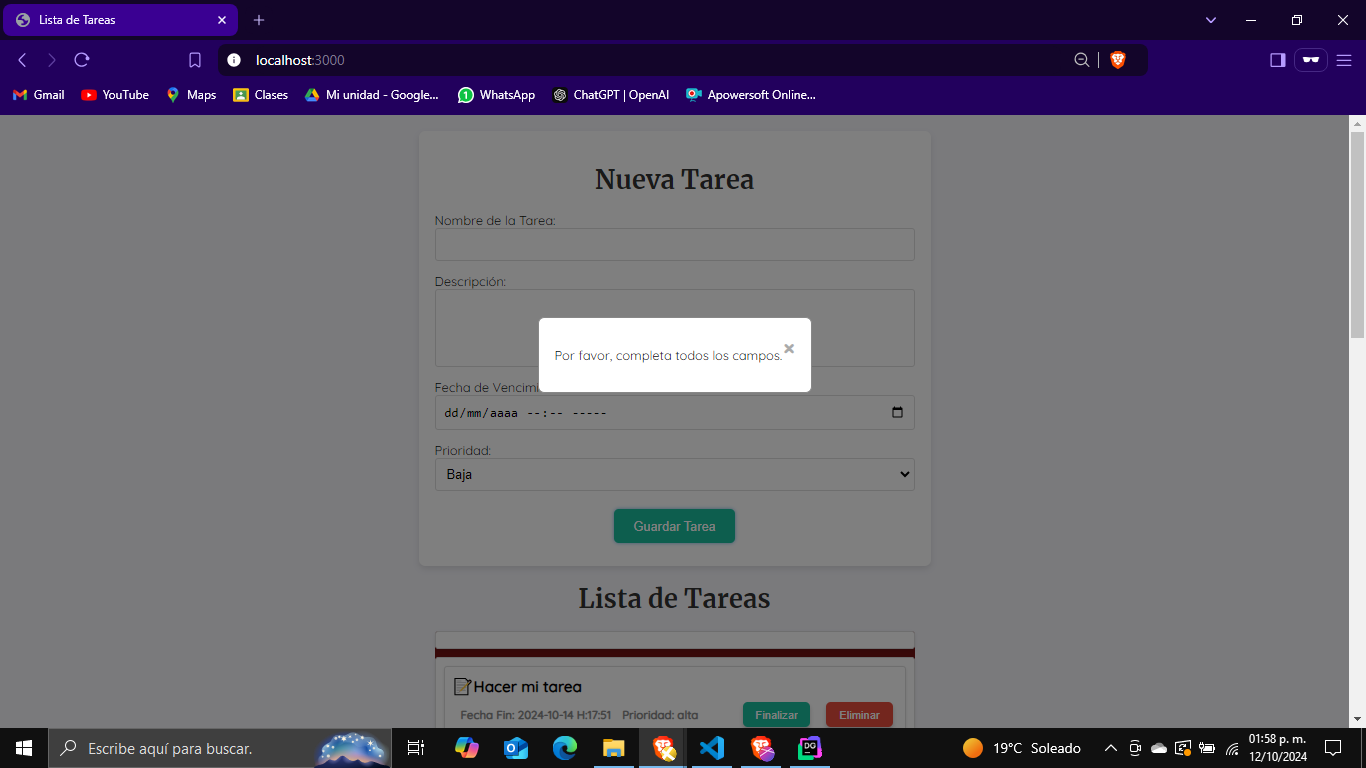 Lista de Tareas
localhost:3000
Gmail YouTube Maps Clases Mi unidad - Google... WhatsApp ChatGPT | OpenAI Apowersoft Online...
Nueva Tarea
Nombre de la Tarea:
Descripción:
Por favor, completa todos los campos. ×
Fecha de Vencimi
dd/mm/aaaa --:-- -----
Prioridad:
Baja
Guardar Tarea
Lista de Tareas
Hacer mi tarea
Fecha Fin: 2024-10-14 H:17:51 Prioridad: alta Finalizar Eliminar
Escribe aquí para buscar. 19°C Soleado 01:58 p. m.
12/10/2024